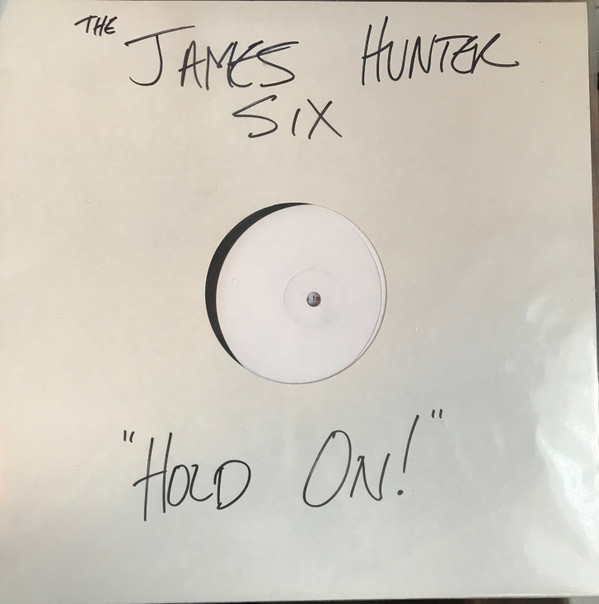 THE JAMES HUNTER
SIX
"HOLD ON!"